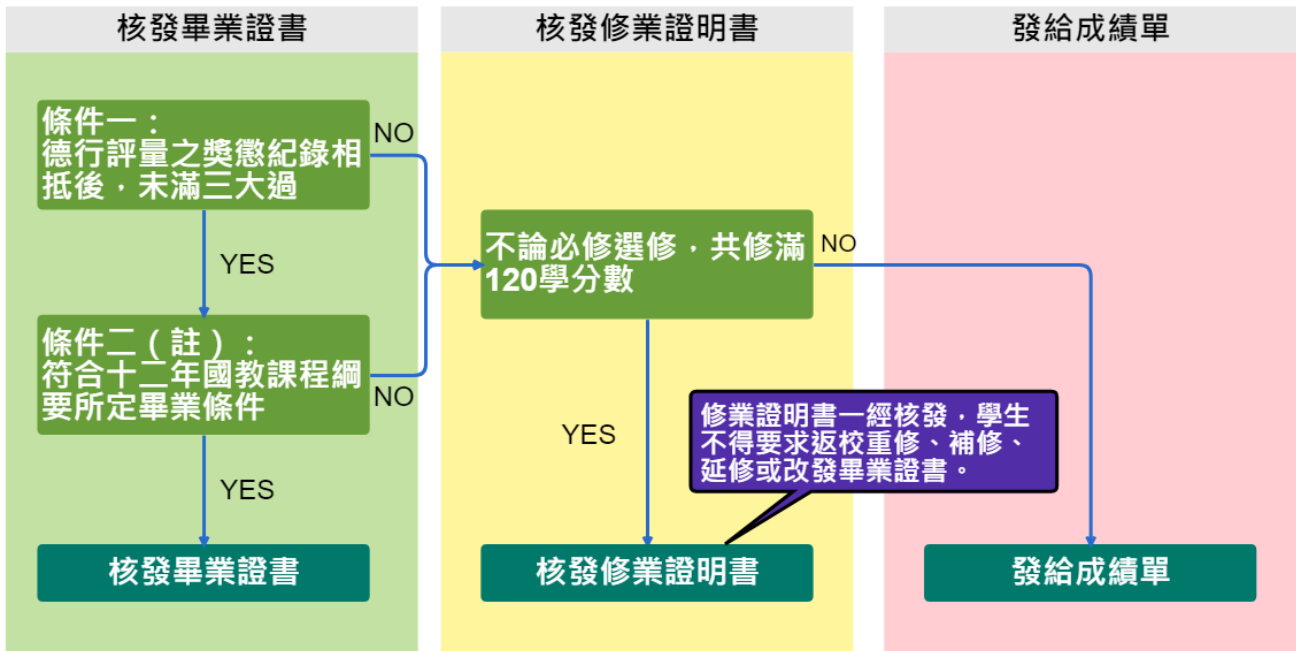 核發畢業證書
核發修業證明書
發給成績單
條件一：
德行評量之獎懲紀錄相
抵後，未滿三大過
NO
YES
條件二（註）：
符合十二年國教課程綱
要所定畢業條件
NO
YES
核發畢業證書
不論必修選修，共修滿
120學分數
NO
YES
修業證明書一經核發，學生
不得要求返校重修、補修、
延修或改發畢業證書。
核發修業證明書
發給成績單